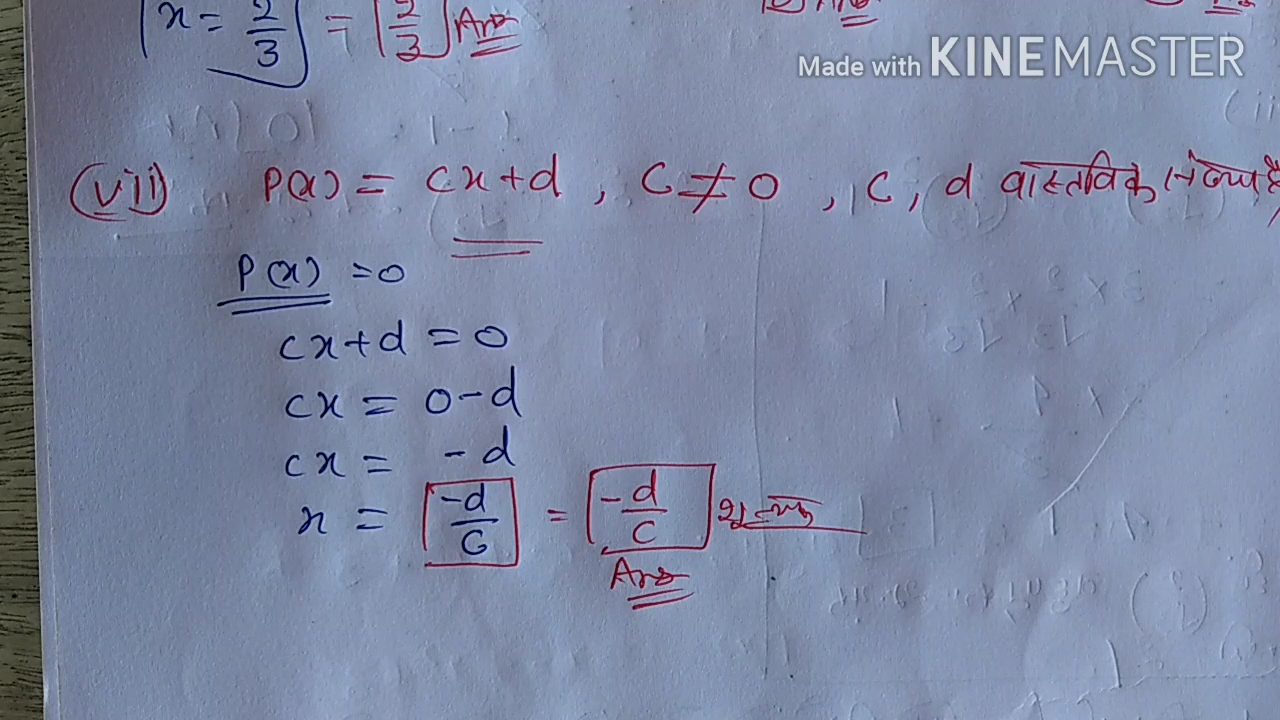 x = 2/3 = 2/3 Ans
Made with KINEMASTER
(vii) P(x) = cx+d , C ≠ 0 , C, d वास्तविक संख्याएँ है,
P(x) = 0
cx+d = 0
cx = 0-d
cx = -d
x = -d/C = -d/C शून्यक
Ans